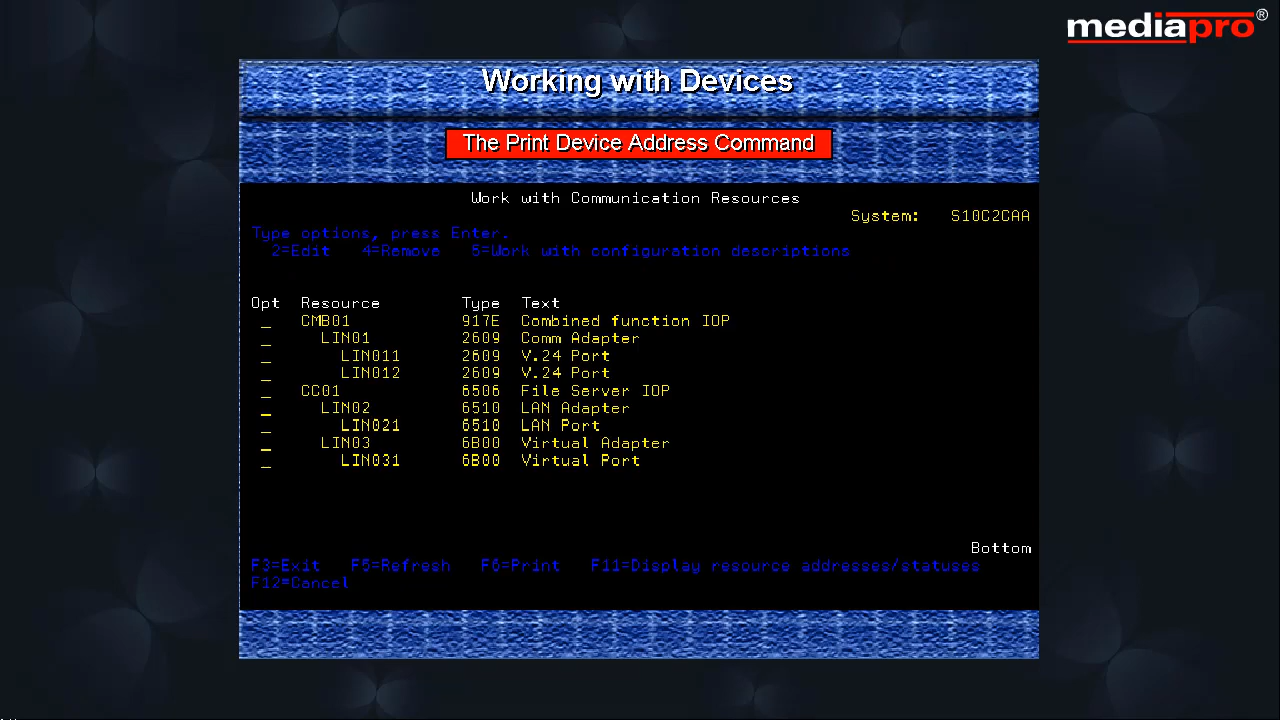 mediapro®
Working with Devices
The Print Device Address Command
Work with Communication Resources
System: S10C2CAA
Type options, press Enter.
2=Edit 4=Remove 5=Work with configuration descriptions
Opt Resource Type Text
_ CMB01 917E Combined function IOP
_ LIN01 2609 Comm Adapter
_ LIN011 2609 V.24 Port
_ LIN012 2609 V.24 Port
_ CC01 6506 File Server IOP
_ LIN02 6510 LAN Adapter
_ LIN021 6510 LAN Port
_ LIN03 6B00 Virtual Adapter
_ LIN031 6B00 Virtual Port
Bottom
F3=Exit F5=Refresh F6=Print F11=Display resource addresses/statuses
F12=Cancel